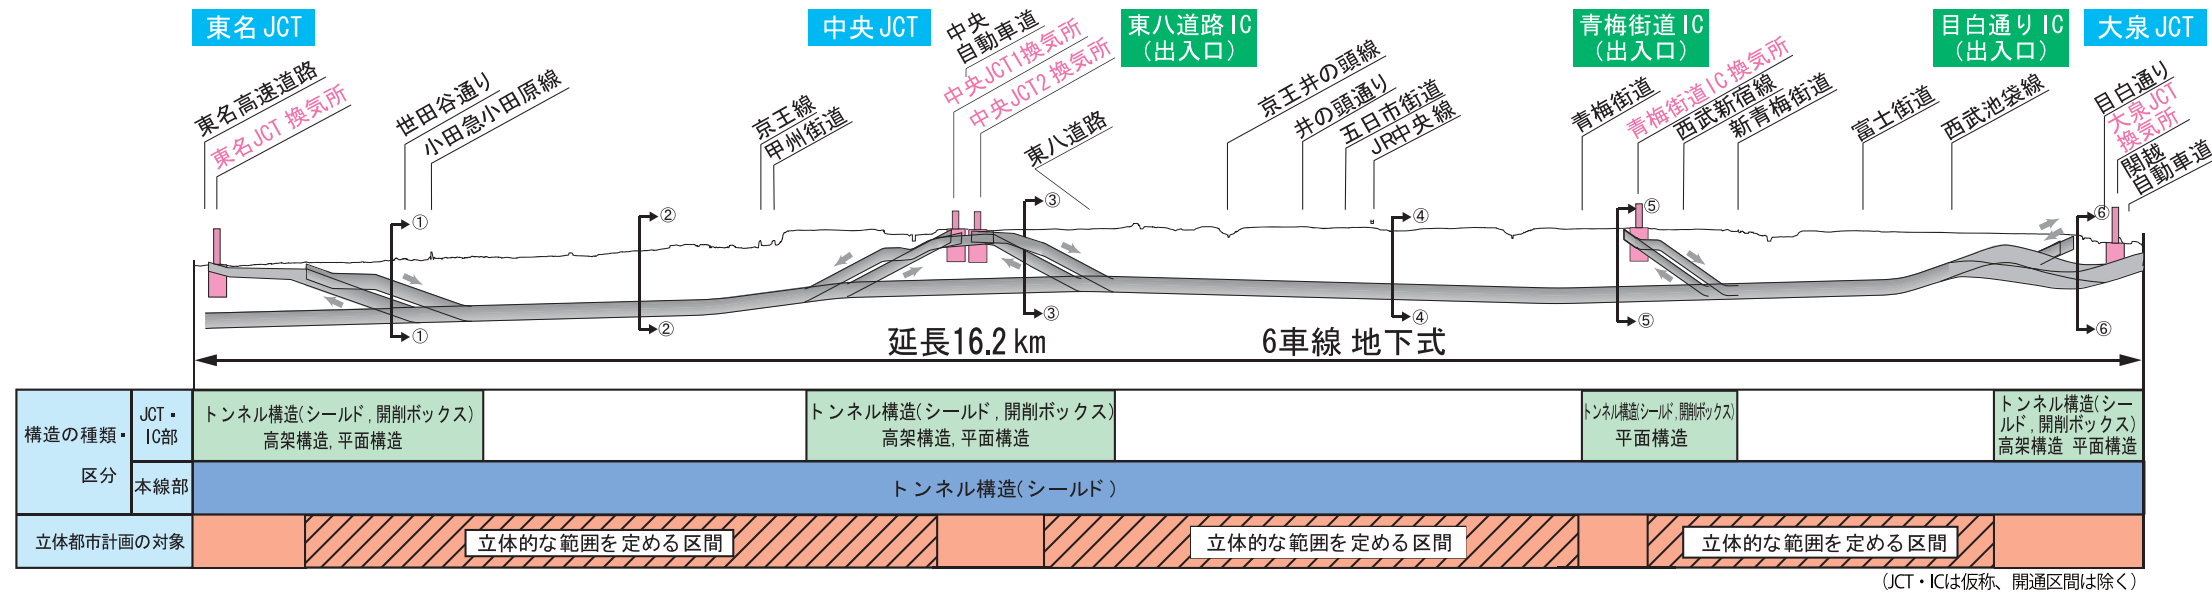 東名JCT
中央JCT
東八道路IC
(出入口)
青梅街道IC
(出入口)
目白通りIC
(出入口)
大泉JCT
東名高速道路
東名JCT 換気所
世田谷通り
小田急小田原線
京王線
甲州街道
中央
自動車道
中央JCT1換気所
中央JCT2 換気所
東八道路
京王井の頭線
井の頭通り
五日市街道
JR中央線
青梅街道
青梅街道IC 換気所
西武新宿線
新青梅街道
富士街道
西武池袋線
目白通り
大泉JCT
換気所
関越
自動車道
① ② ③ ④ ⑤ ⑥
① ② ③ ④ ⑤ ⑥
延長16.2km 6車線 地下式
構造の種類・
区分
JCT・
IC部
トンネル構造(シールド,開削ボックス)
高架構造,平面構造
トンネル構造(シールド,開削ボックス)
高架構造,平面構造
トンネル構造(シールド,開削ボックス)
平面構造
トンネル構造(シー
ルド,開削ボックス)
高架構造 平面構造
本線部
トンネル構造(シールド)
立体都市計画の対象
立体的な範囲を定める区間
立体的な範囲を定める区間
立体的な範囲を定める区間
(JCT・ICは仮称、開通区間は除く)